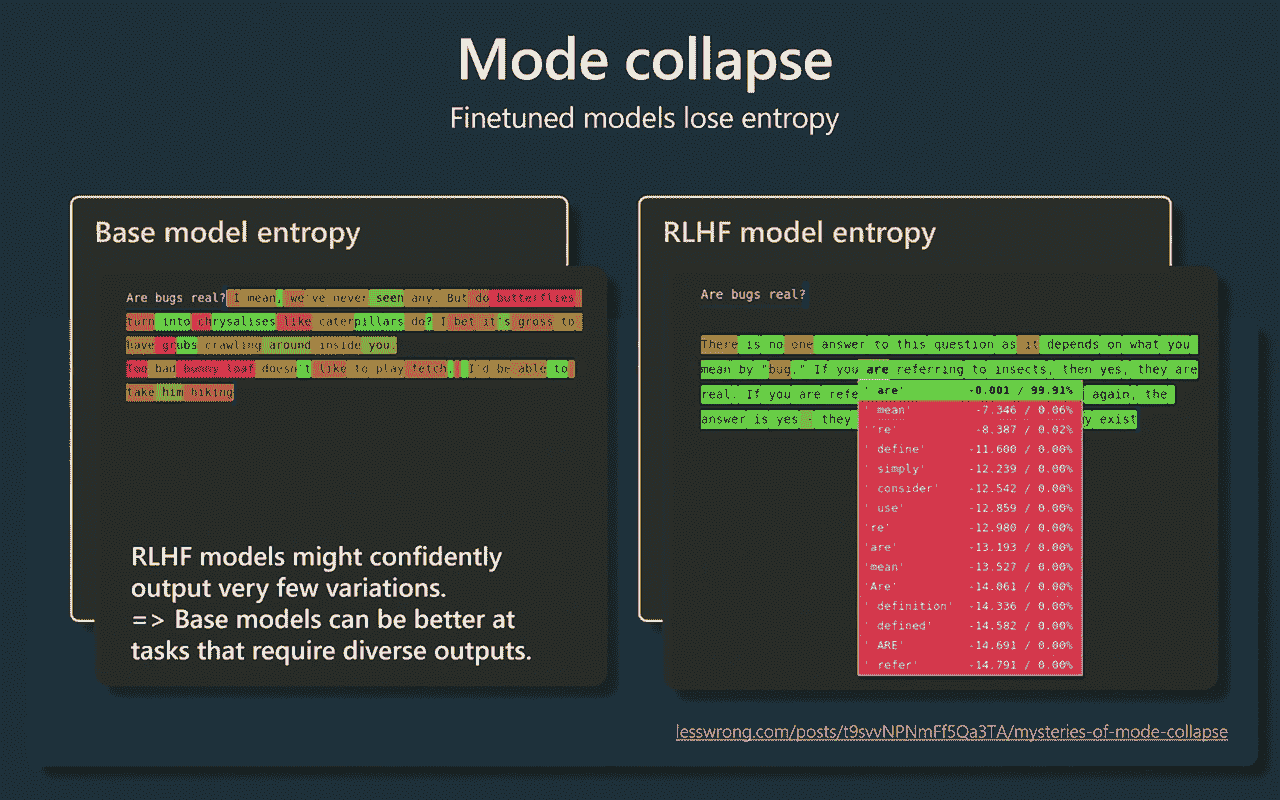 Mode collapse
Finetuned models lose entropy
Base model entropy
Are bugs real? I mean, we've never seen any. But do butterflies
turn into chrysalises like caterpillars do? I bet it's gross to
have grubs crawling around inside you.
Too bad bunny loaf doesn't like to play fetch. I'd be able to
take him hiking
RLHF models might confidently
output very few variations.
=> Base models can be better at
tasks that require diverse outputs.
RLHF model entropy
Are bugs real?
There is no one answer to this question as it depends on what you
mean by "bug." If you are referring to insects, then yes, they are
real. If you are refe again, the
answer is yes - they y exist
' are' -0.001 / 99.91%
' mean' -7.346 / 0.06%
''re' -8.387 / 0.02%
' define' -11.600 / 0.00%
' simply' -12.239 / 0.00%
' consider' -12.542 / 0.00%
' use' -12.859 / 0.00%
're' -12.980 / 0.00%
'are' -13.193 / 0.00%
'mean' -13.527 / 0.00%
'Are' -14.061 / 0.00%
' definition' -14.336 / 0.00%
' defined' -14.582 / 0.00%
' ARE' -14.691 / 0.00%
' refer' -14.791 / 0.00%
lesswrong.com/posts/t9svvNPNmFf5Qa3TA/mysteries-of-mode-collapse